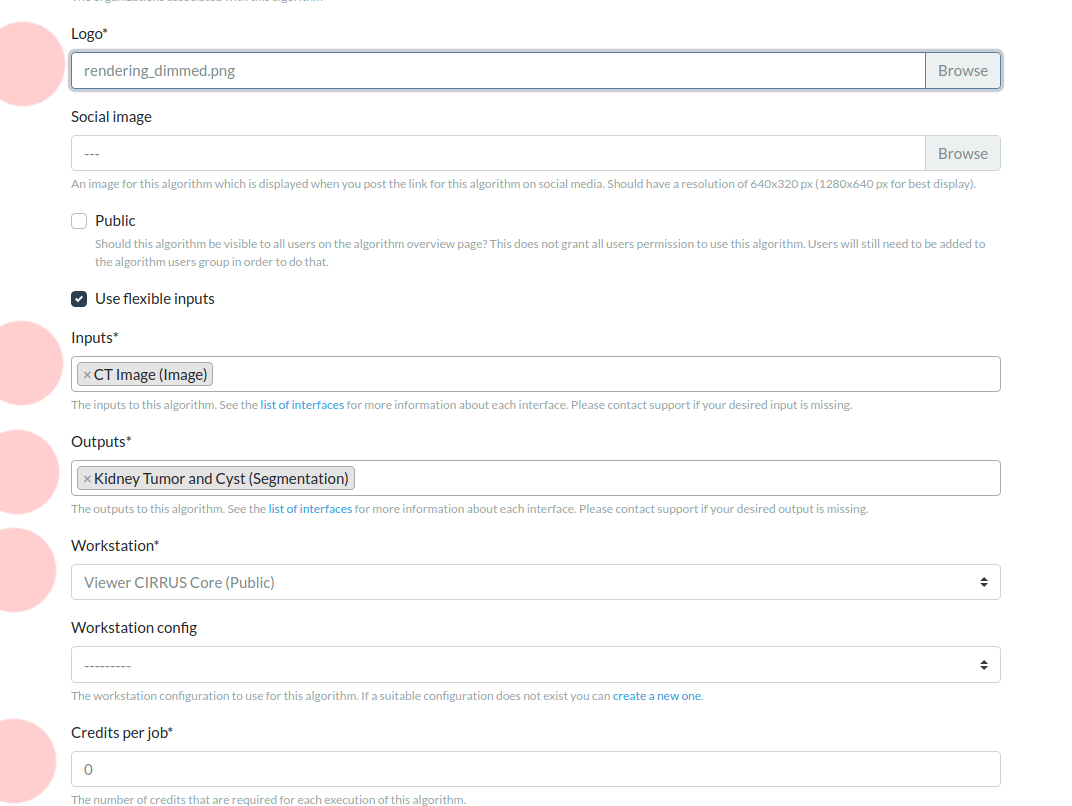 The organizations associated with this algorithm
Logo*
rendering_dimmed.png
Browse
Social image
---
Browse
An image for this algorithm which is displayed when you post the link for this algorithm on social media. Should have a resolution of 640x320 px (1280x640 px for best display).
Public
Should this algorithm be visible to all users on the algorithm overview page? This does not grant all users permission to use this algorithm. Users will still need to be added to
the algorithm users group in order to do that.
Use flexible inputs
Inputs*
×CT Image (Image)
The inputs to this algorithm. See the list of interfaces for more information about each interface. Please contact support if your desired input is missing.
Outputs*
×Kidney Tumor and Cyst (Segmentation)
The outputs to this algorithm. See the list of interfaces for more information about each interface. Please contact support if your desired output is missing.
Workstation*
Viewer CIRRUS Core (Public)
Workstation config
---------
The workstation configuration to use for this algorithm. If a suitable configuration does not exist you can create a new one.
Credits per job*
0
The number of credits that are required for each execution of this algorithm.